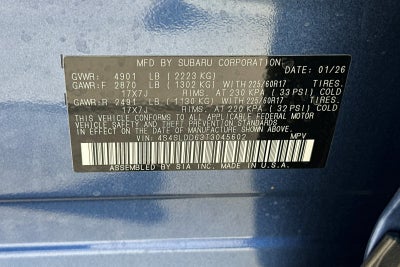 MFD. BY SUBARU CORPORATION DATE: 01/26
GVWR: 4901 LB (2223 KG)
GAWR:F 2870 LB (1302 KG) WITH 225/60R17 TIRES.
17X7J RIMS. AT 230 KPA (33 PSI) COLD
GAWR:R 2491 LB (1130 KG) WITH 225/60R17 TIRES.
17X7J RIMS. AT 220 KPA (32 PSI) COLD
THIS VEHICLE CONFORMS TO ALL
APPLICABLE FEDERAL MOTOR
VEHICLE SAFETY, BUMPER, AND THEFT
PREVENTION STANDARDS IN EFFECT ON
THE DATE OF MANUFACTURE SHOWN ABOVE.
VIN: 4S4SLDD63T3045602 MPV
ASSEMBLED BY SIA INC. MADE IN U.S.A.